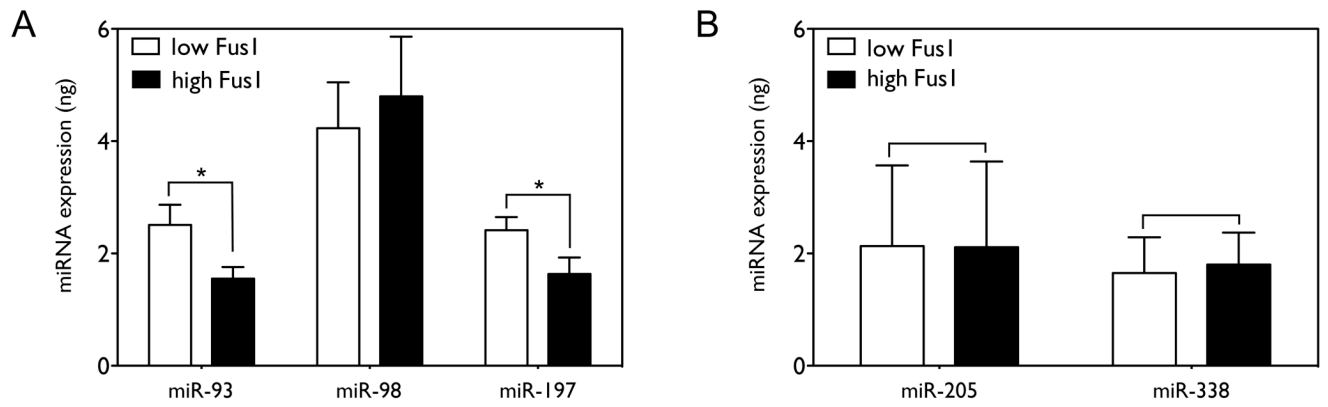 A
miRNA expression (ng)
6
4
2
0
low Fus1
high Fus1
*
*
miR-93
miR-98
miR-197
B
miRNA expression (ng)
6
4
2
0
low Fus1
high Fus1
miR-205
miR-338